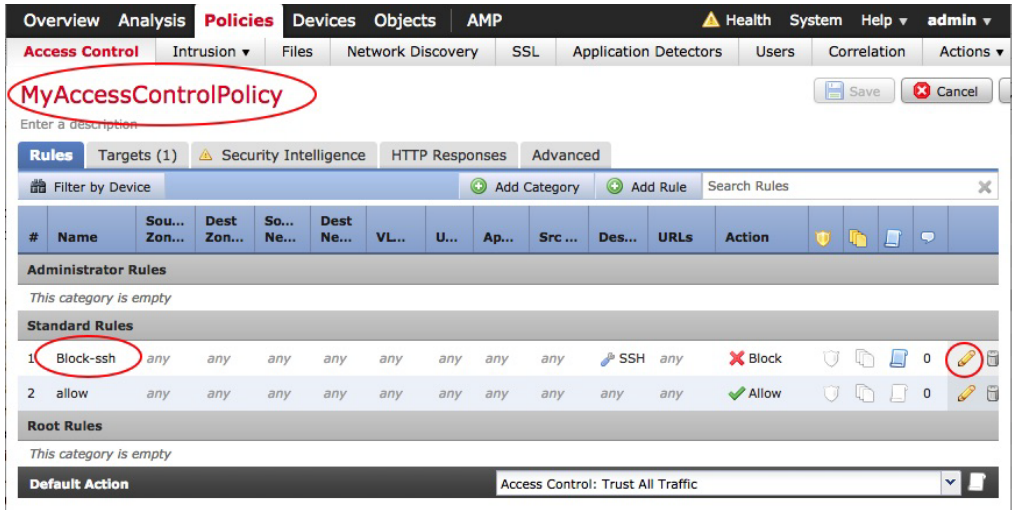 Overview Analysis Policies Devices Objects AMP Health System Help admin
Access Control Intrusion Files Network Discovery SSL Application Detectors Users Correlation Actions
MyAccessControlPolicy Save Cancel
Enter a description
Rules Targets (1) Security Intelligence HTTP Responses Advanced
Filter by Device Add Category Add Rule Search Rules
# Name Sou... Zon... Dest Zon... So... Ne... Dest Ne... VL... U... Ap... Src ... Des... URLs Action
Administrator Rules
This category is empty
Standard Rules
1 Block-ssh any any any any any any any any SSH any Block 0
2 allow any any any any any any any any any any Allow 0
Root Rules
This category is empty
Default Action Access Control: Trust All Traffic